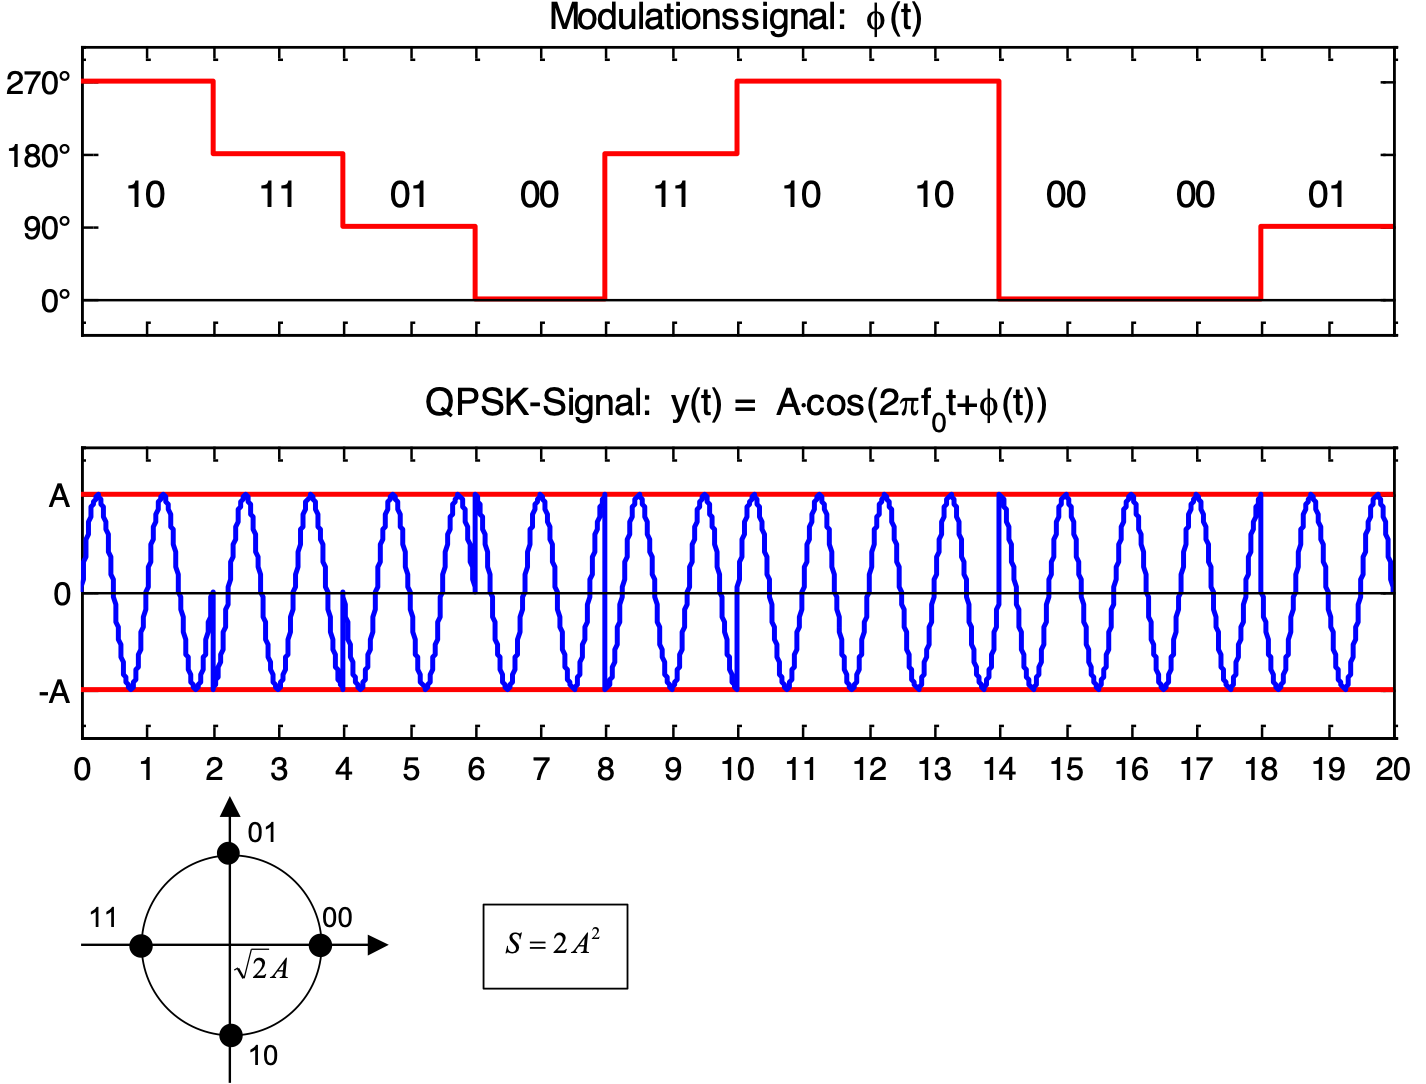 Modulationssignal: ϕ(t)
270°
180°
90°
0°
10 11 01 00 11 10 10 00 00 01
QPSK-Signal: y(t) = A·cos(2πf₀t+ϕ(t))
A
0
-A
0 1 2 3 4 5 6 7 8 9 10 11 12 13 14 15 16 17 18 19 20
01
11
00
√2A
10
S = 2A²